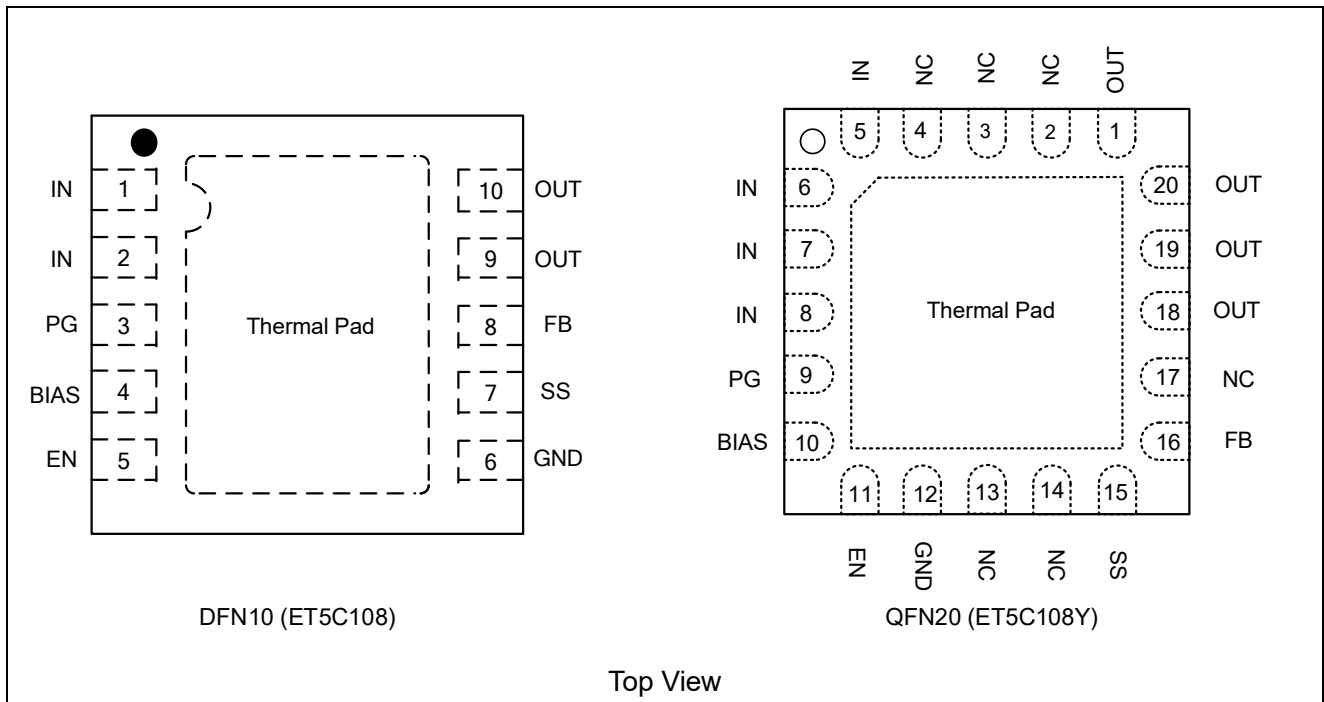 IN 1 10 OUT
IN 2 9 OUT
PG 3 8 FB
BIAS 4 7 SS
EN 5 6 GND
Thermal Pad
DFN10 (ET5C108)
IN NC NC NC OUT
5 4 3 2 1
IN 6 20 OUT
IN 7 19 OUT
IN 8 18 OUT
PG 9 17 NC
BIAS 10 16 FB
Thermal Pad
11 12 13 14 15
EN GND NC NC SS
QFN20 (ET5C108Y)
Top View